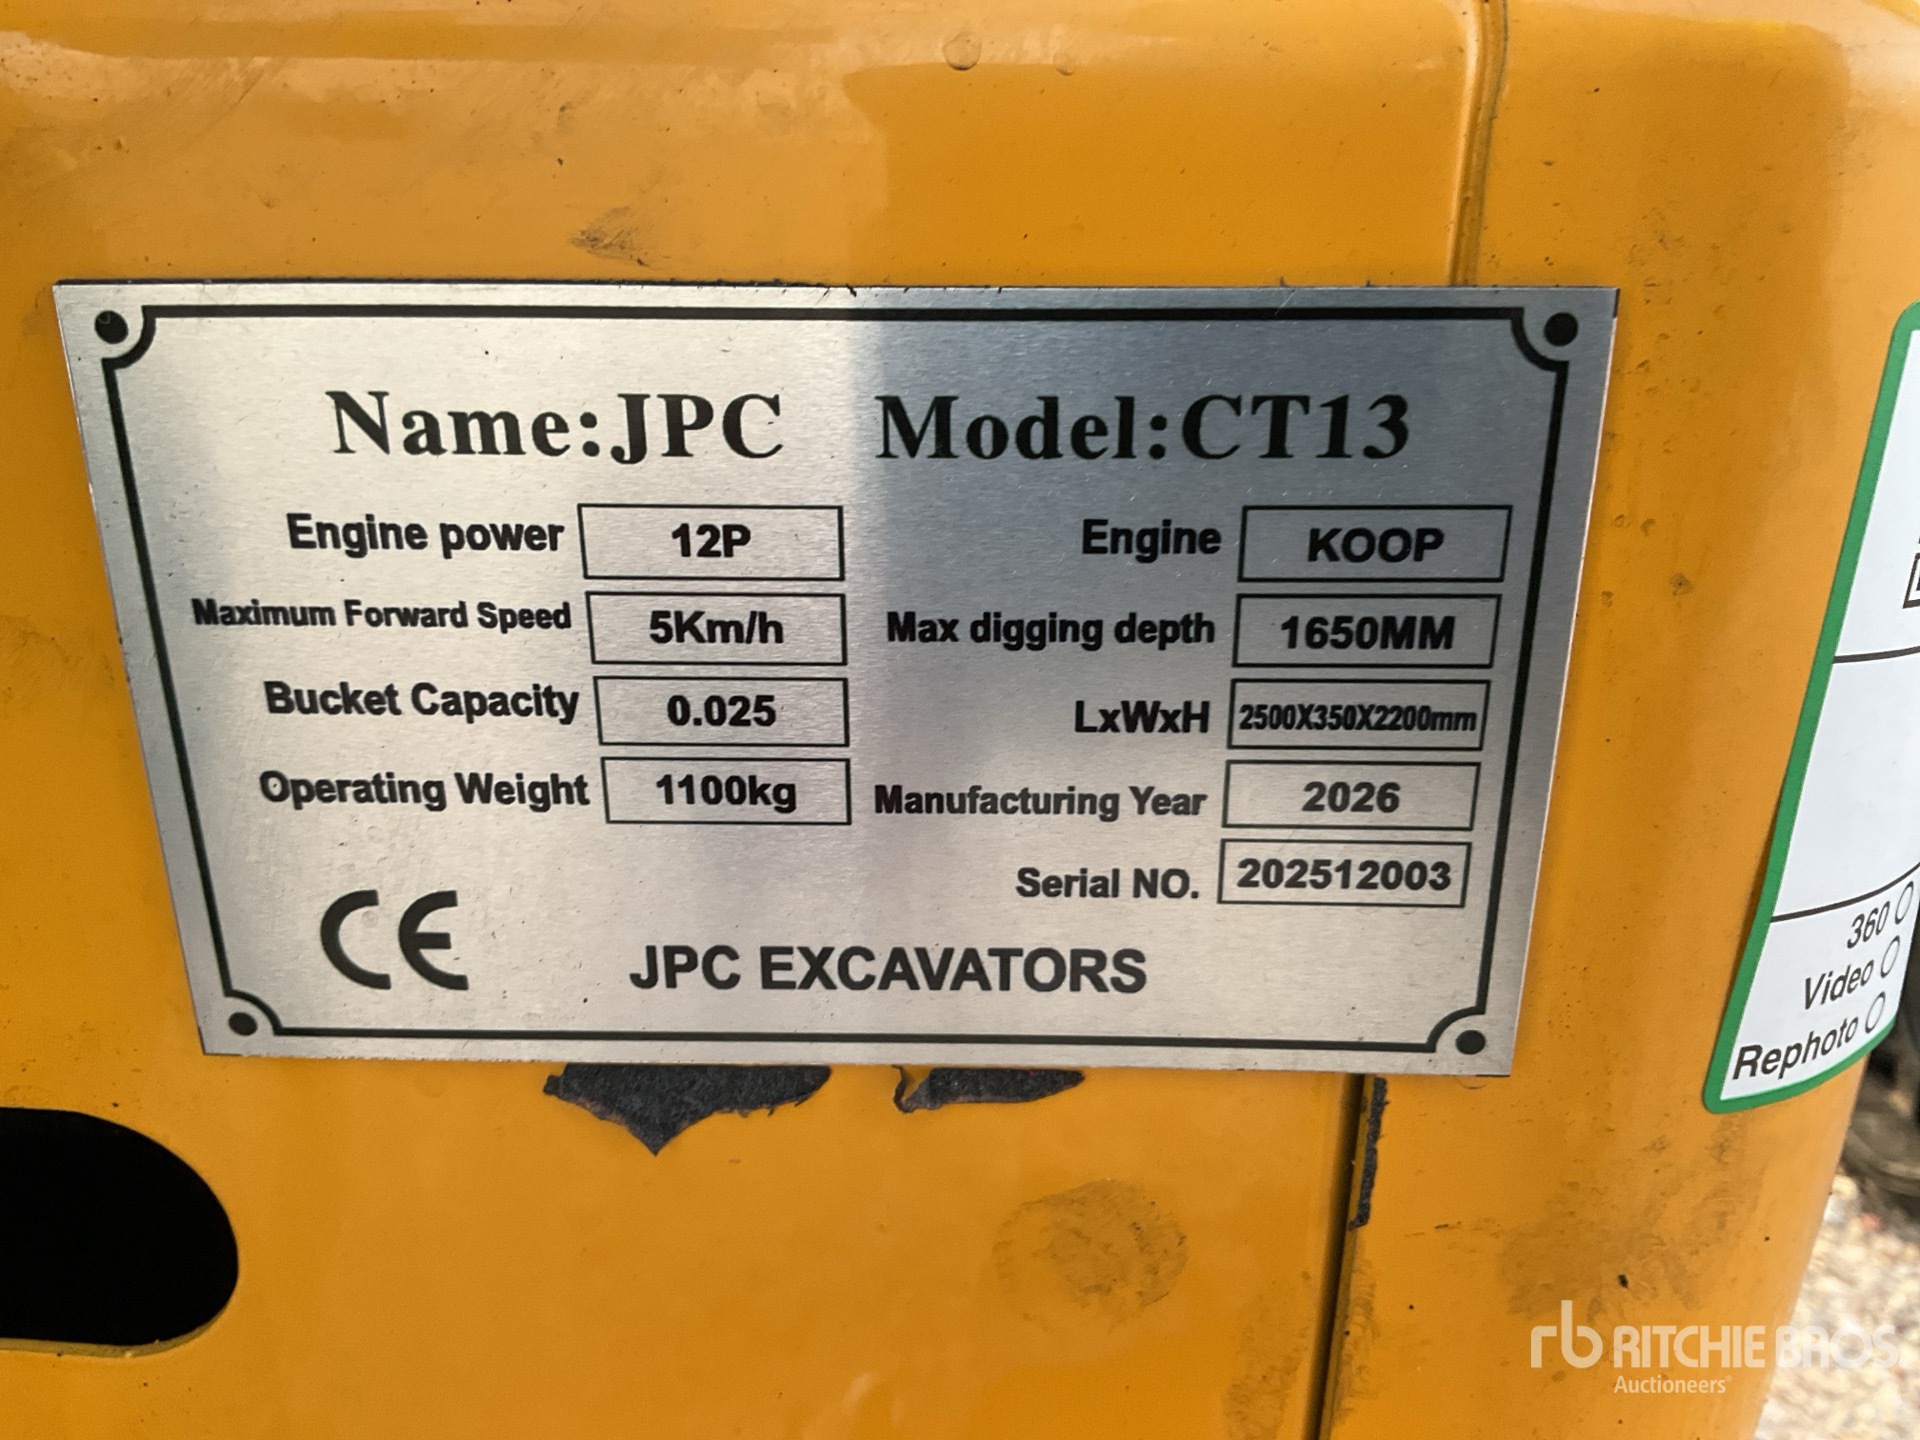 Name:JPC Model:CT13
Engine power 12P Engine KOOP
Maximum Forward Speed 5Km/h Max digging depth 1650MM
Bucket Capacity 0.025 LxWxH 2500X350X2200mm
Operating Weight 1100kg Manufacturing Year 2026
Serial NO. 202512003
CE JPC EXCAVATORS
360
Video
Rephoto
rb RITCHIE BROS.
Auctioneers